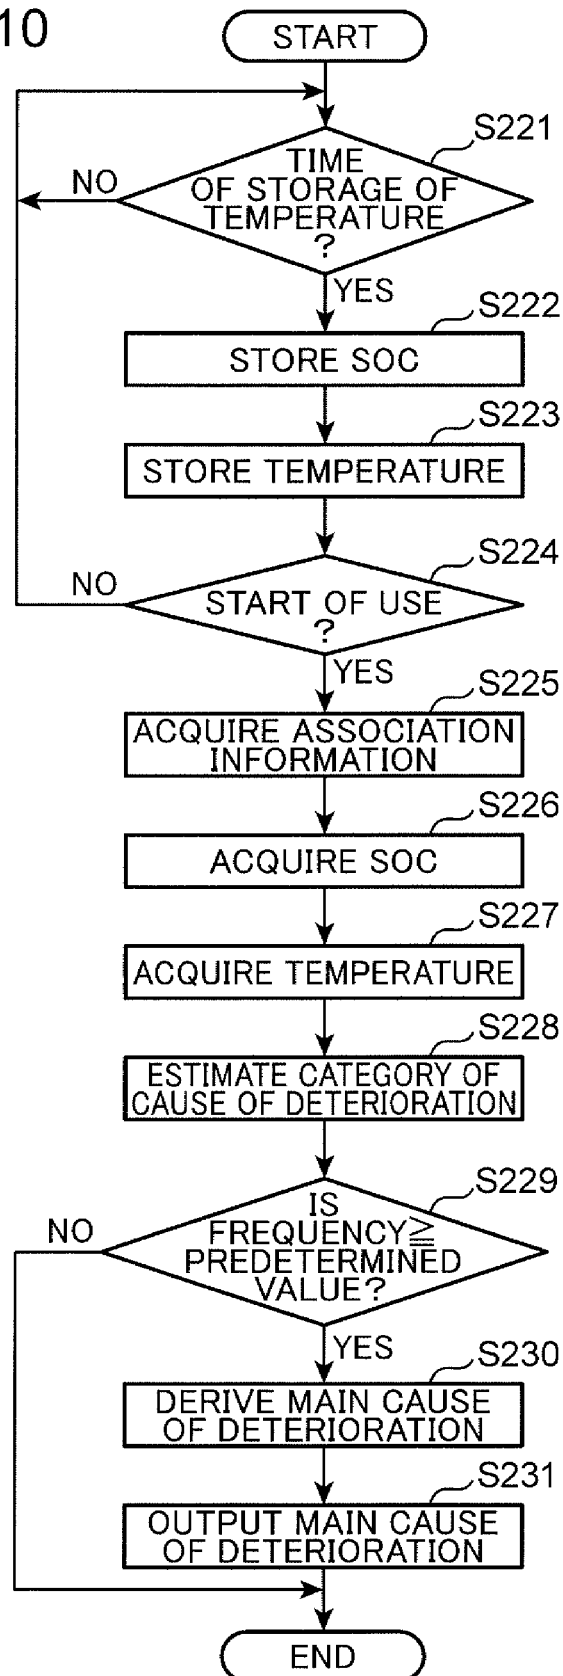 10
START
S221
TIME
OF STORAGE OF
TEMPERATURE
?
NO
YES
S222
STORE SOC
S223
STORE TEMPERATURE
S224
START OF USE
?
NO
YES
S225
ACQUIRE ASSOCIATION
INFORMATION
S226
ACQUIRE SOC
S227
ACQUIRE TEMPERATURE
S228
ESTIMATE CATEGORY OF
CAUSE OF DETERIORATION
S229
IS
FREQUENCY≧
PREDETERMINED
VALUE?
NO
YES
S230
DERIVE MAIN CAUSE
OF DETERIORATION
S231
OUTPUT MAIN CAUSE
OF DETERIORATION
END